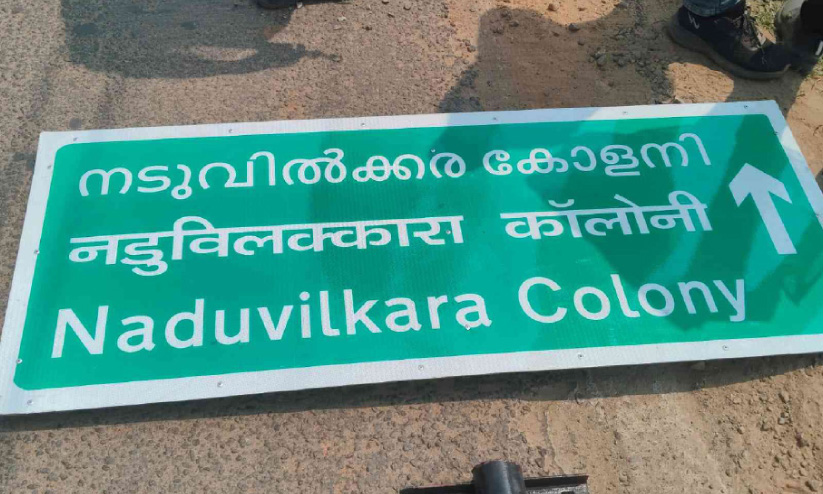 നടുവിൽക്കര കോളനി
नडुविलक्कास कॉलोनी
Naduvilkara Colony